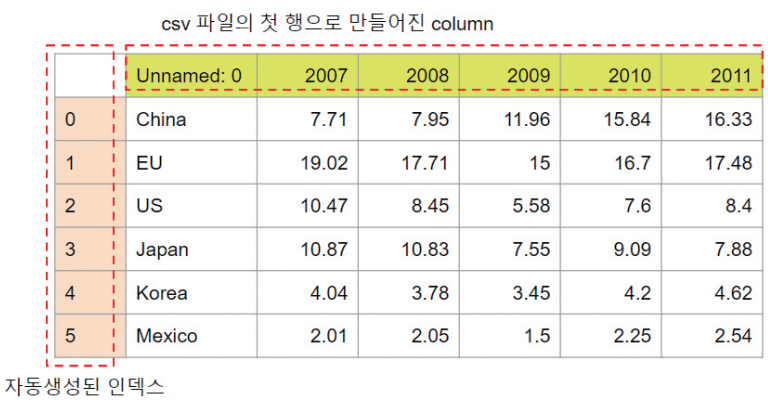 csv 파일의 첫 행으로 만들어진 column
Unnamed: 0 2007 2008 2009 2010 2011
0 China 7.71 7.95 11.96 15.84 16.33
1 EU 19.02 17.71 15 16.7 17.48
2 US 10.47 8.45 5.58 7.6 8.4
3 Japan 10.87 10.83 7.55 9.09 7.88
4 Korea 4.04 3.78 3.45 4.2 4.62
5 Mexico 2.01 2.05 1.5 2.25 2.54
자동생성된 인덱스